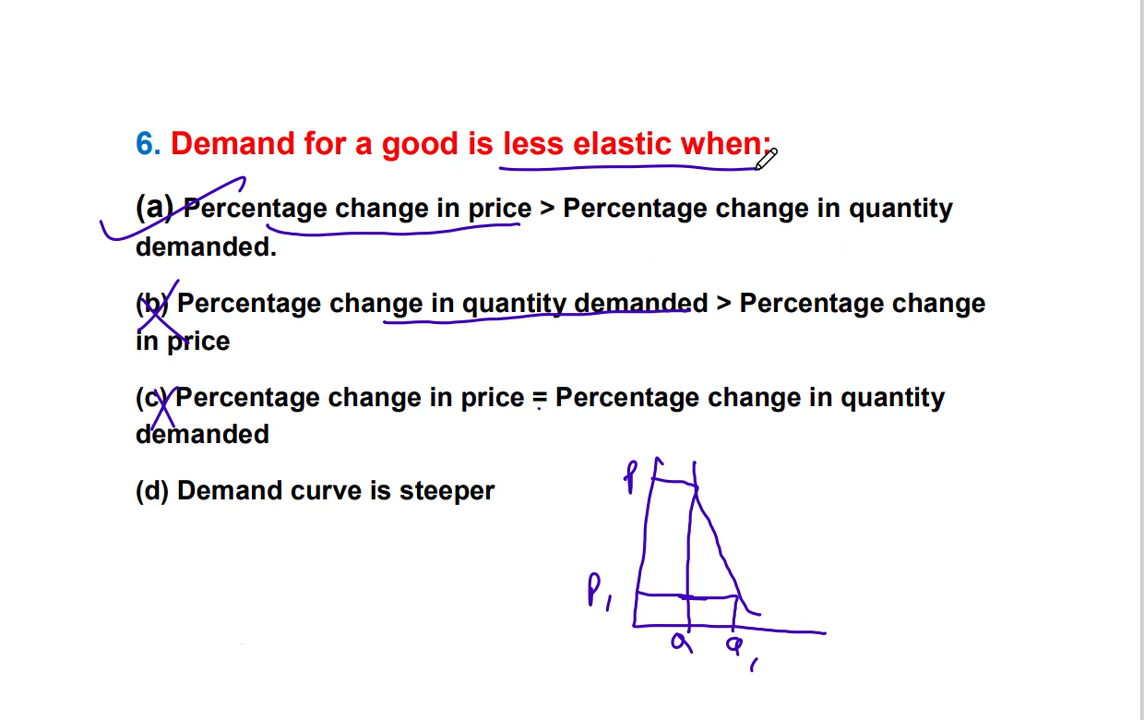 6. Demand for a good is less elastic when:
(a) Percentage change in price > Percentage change in quantity
demanded.
(b) Percentage change in quantity demanded > Percentage change
in price
(c) Percentage change in price = Percentage change in quantity
demanded
(d) Demand curve is steeper
P
P1
Q Q1